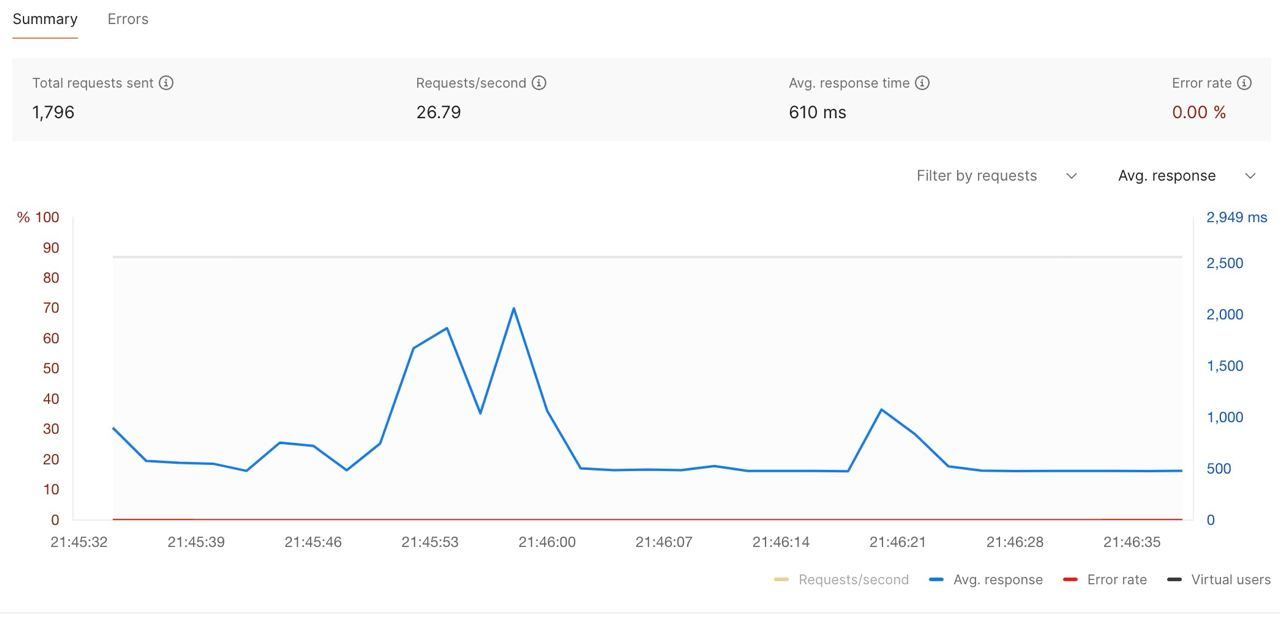 Summary Errors
Total requests sent Requests/second Avg. response time Error rate
1,796 26.79 610 ms 0.00 %
Filter by requests Avg. response
% 100 2,949 ms
90
2,500
80
70 2,000
60
50 1,500
40
1,000
30
20 500
10
0 0
21:45:32 21:45:39 21:45:46 21:45:53 21:46:00 21:46:07 21:46:14 21:46:21 21:46:28 21:46:35
Requests/second Avg. response Error rate Virtual users